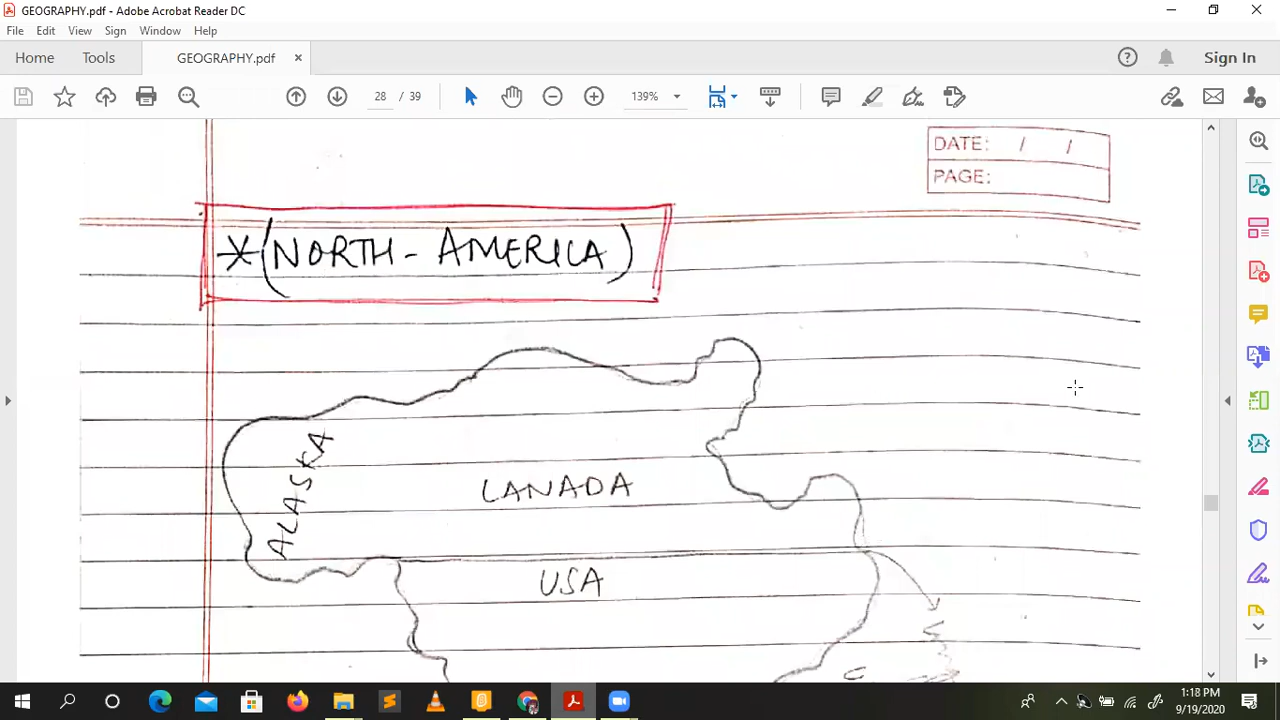 GEOGRAPHY.pdf - Adobe Acrobat Reader DC
File Edit View Sign Window Help
Home Tools GEOGRAPHY.pdf × Sign In
28 / 39 139%
DATE: / /
PAGE:
*(NORTH-AMERICA)
ALASKA
CANADA
USA
1:18 PM
9/19/2020